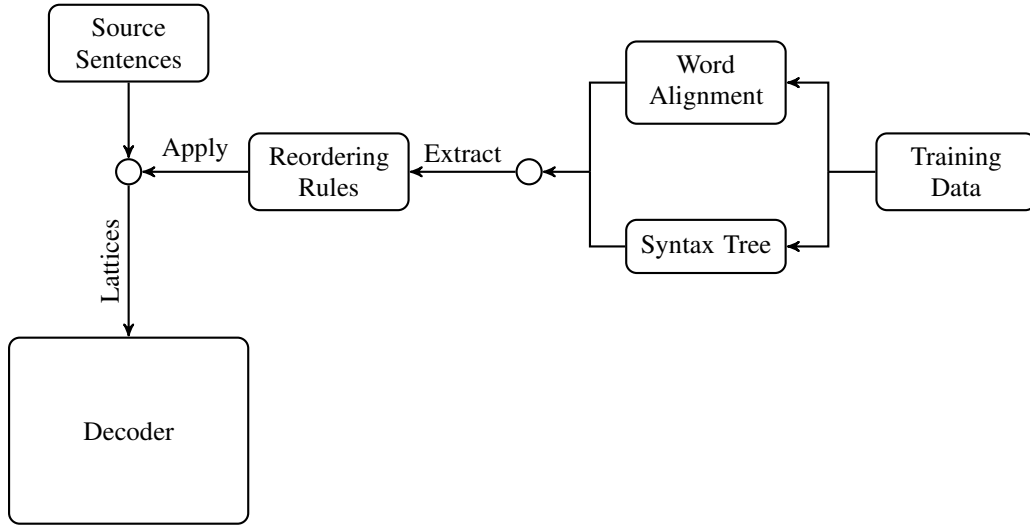 Source
Sentences
Word
Alignment
Apply
Reordering
Rules
Extract
Training
Data
Syntax Tree
Lattices
Decoder